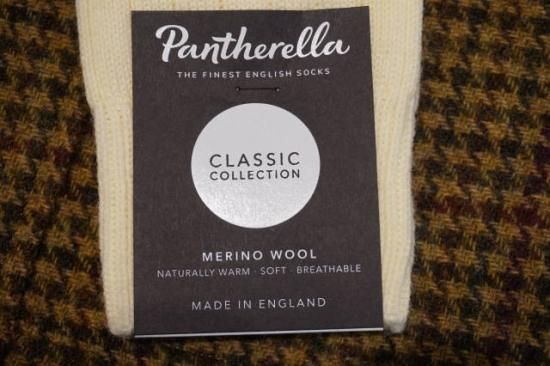 Pantherella
THE FINEST ENGLISH SOCKS
CLASSIC
COLLECTION
MERINO WOOL
NATURALLY WARM · SOFT · BREATHABLE
MADE IN ENGLAND